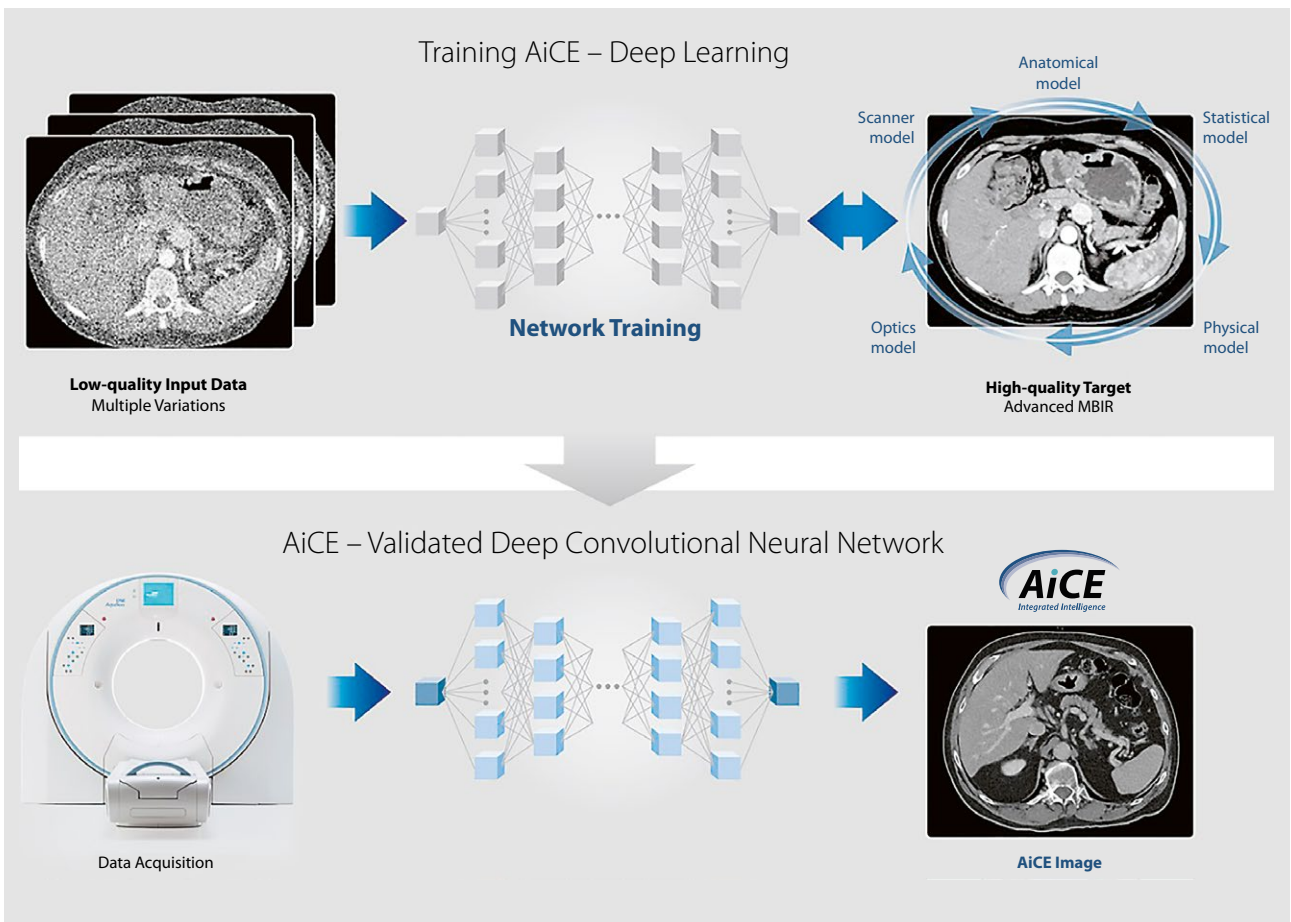 Training AiCE – Deep Learning
Anatomical
model
Scanner
model
Statistical
model
Network Training
Optics
model
Physical
model
Low-quality Input Data
Multiple Variations
High-quality Target
Advanced MBIR
AiCE – Validated Deep Convolutional Neural Network
AiCE
Integrated Intelligence
Data Acquisition
AiCE Image